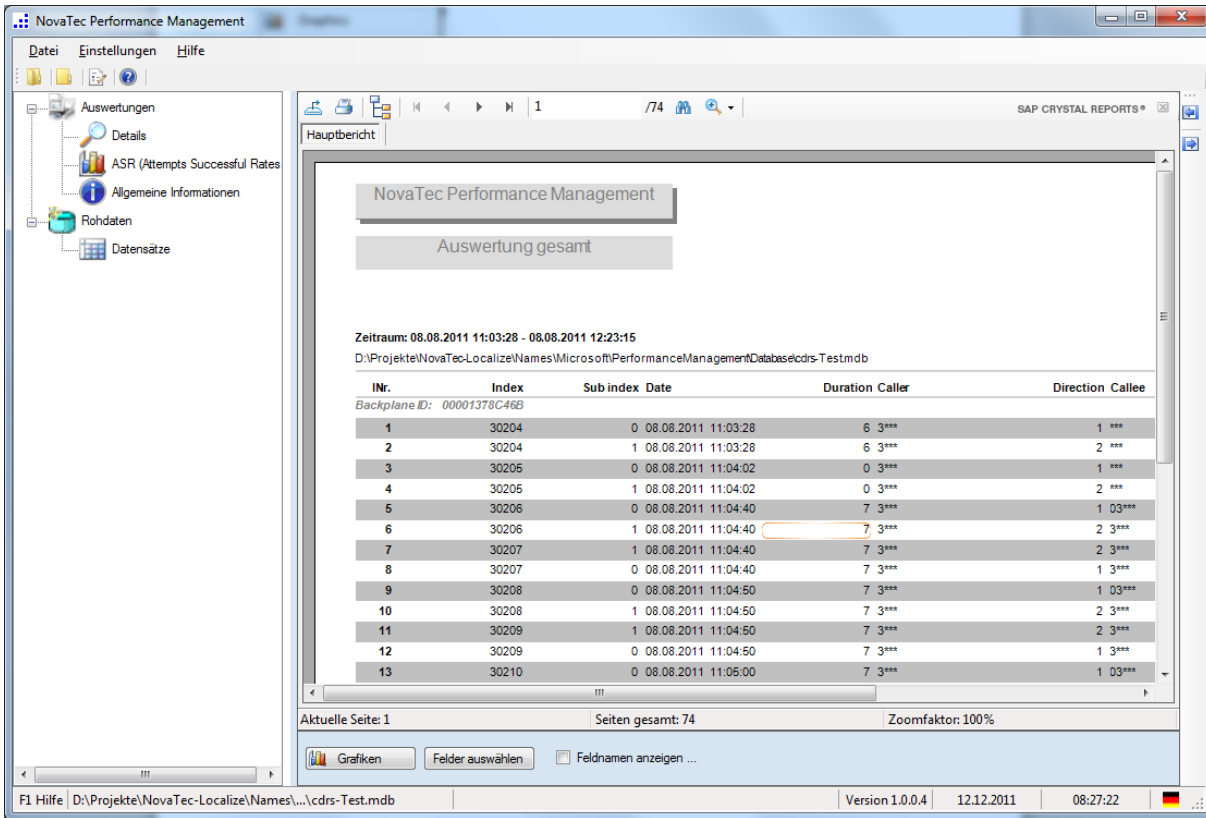 NovaTec Performance Management
Datei Einstellungen Hilfe
Auswertungen
Details
ASR (Attempts Successful Rates
Allgemeine Informationen
Rohdaten
Datensätze
1 /74 SAP CRYSTAL REPORTS®
Hauptbericht
NovaTec Performance Management
Auswertung gesamt
Zeitraum: 08.08.2011 11:03:28 - 08.08.2011 12:23:15
D:\Projekte\NovaTec-Localize\Names\Microsoft\PerformanceManagement\Database\cdrs-Testmdb
lNr. Index Sub index Date Duration Caller Direction Callee
Backplane ID: 00001378C46B
1 30204 0 08.08.2011 11:03:28 6 3*** 1 ***
2 30204 1 08.08.2011 11:03:28 6 3*** 2 ***
3 30205 0 08.08.2011 11:04:02 0 3*** 1 ***
4 30205 1 08.08.2011 11:04:02 0 3*** 2 ***
5 30206 0 08.08.2011 11:04:40 7 3*** 1 03***
6 30206 1 08.08.2011 11:04:40 7 3*** 2 3***
7 30207 1 08.08.2011 11:04:40 7 3*** 2 3***
8 30207 0 08.08.2011 11:04:40 7 3*** 1 3***
9 30208 0 08.08.2011 11:04:50 7 3*** 1 03***
10 30208 1 08.08.2011 11:04:50 7 3*** 2 3***
11 30209 1 08.08.2011 11:04:50 7 3*** 2 3***
12 30209 0 08.08.2011 11:04:50 7 3*** 1 3***
13 30210 0 08.08.2011 11:05:00 7 3*** 1 03***
Aktuelle Seite: 1 Seiten gesamt: 74 Zoomfaktor: 100%
Grafiken Felder auswählen Feldnamen anzeigen ...
F1 Hilfe D:\Projekte\NovaTec-Localize\Names\...\cdrs-Test.mdb Version 1.0.0.4 12.12.2011 08:27:22